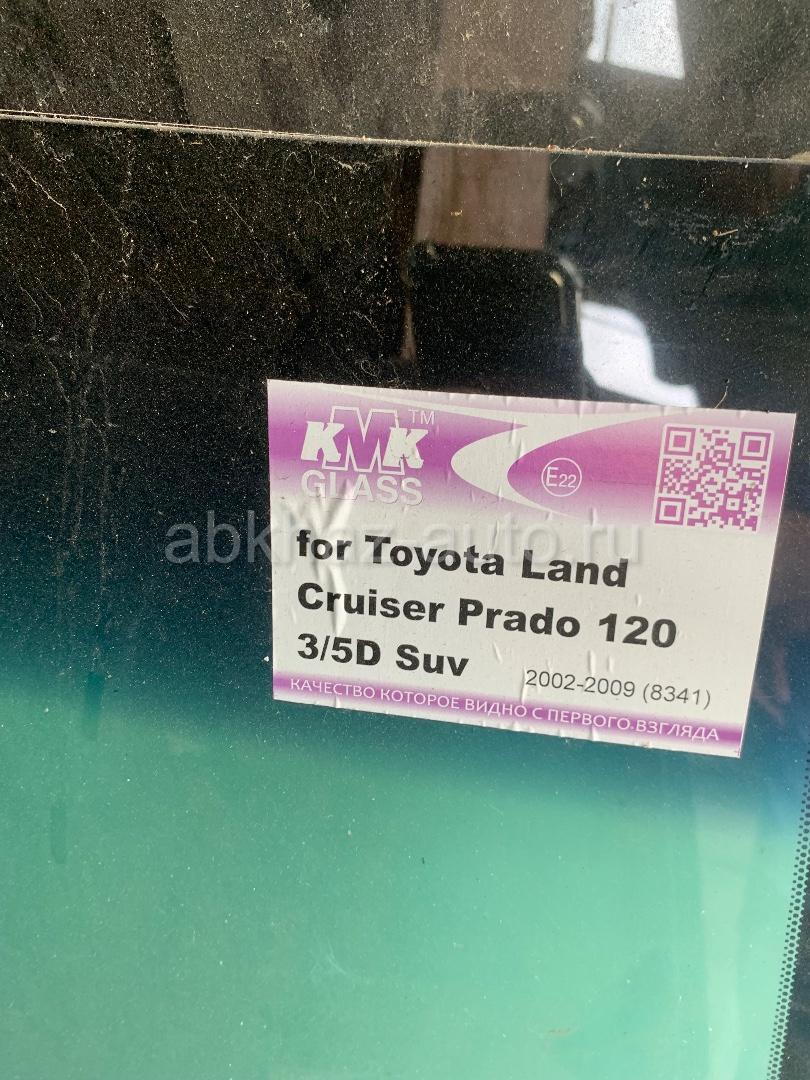 KMK™
GLASS
E22
abkhaz-auto.ru
for Toyota Land
Cruiser Prado 120
3/5D Suv
2002-2009 (8341)
КАЧЕСТВО КОТОРОЕ ВИДНО С ПЕРВОГО ВЗГЛЯДА